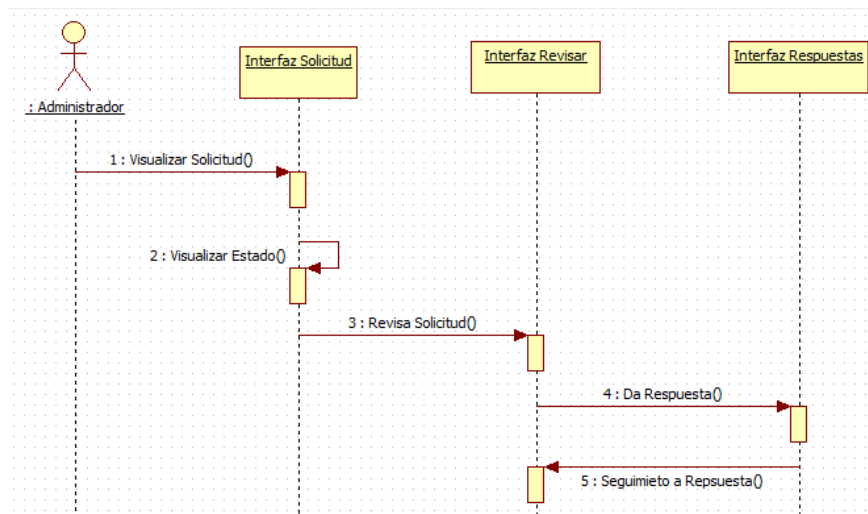 Interfaz Solicitud
Interfaz Revisar
Interfaz Respuestas
: Administrador
1 : Visualizar Solicitud()
2 : Visualizar Estado()
3 : Revisa Solicitud()
4 : Da Respuesta()
5 : Seguimieto a Repsuesta()